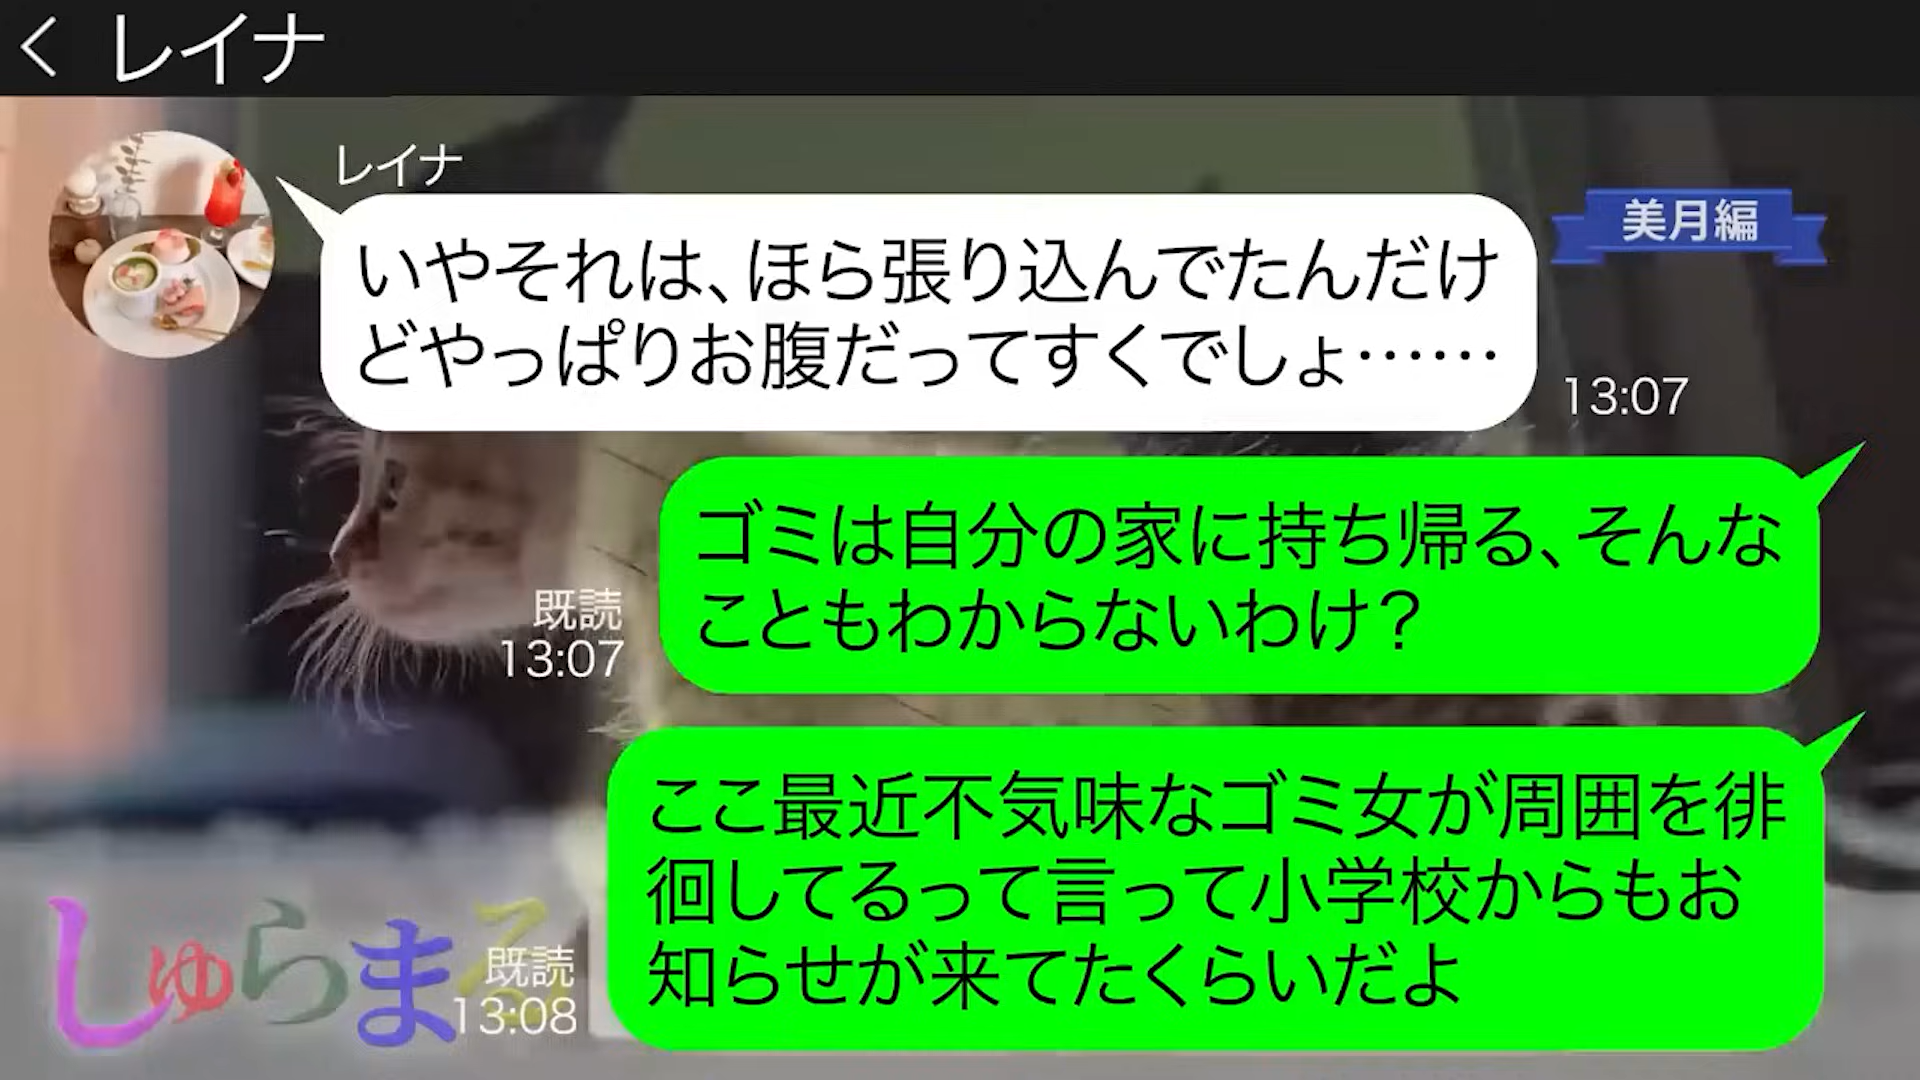 レイナ
レイナ
美月編
いやそれは、ほら張り込んでたんだけ
どやっぱりお腹だってすくでしょ……
13:07
ゴミは自分の家に持ち帰る、そんな
こともわからないわけ？
既読
13:07
ここ最近不気味なゴミ女が周囲を徘
徊してるって言って小学校からもお
知らせが来てたくらいだよ
既読
13:08
しゅらまる